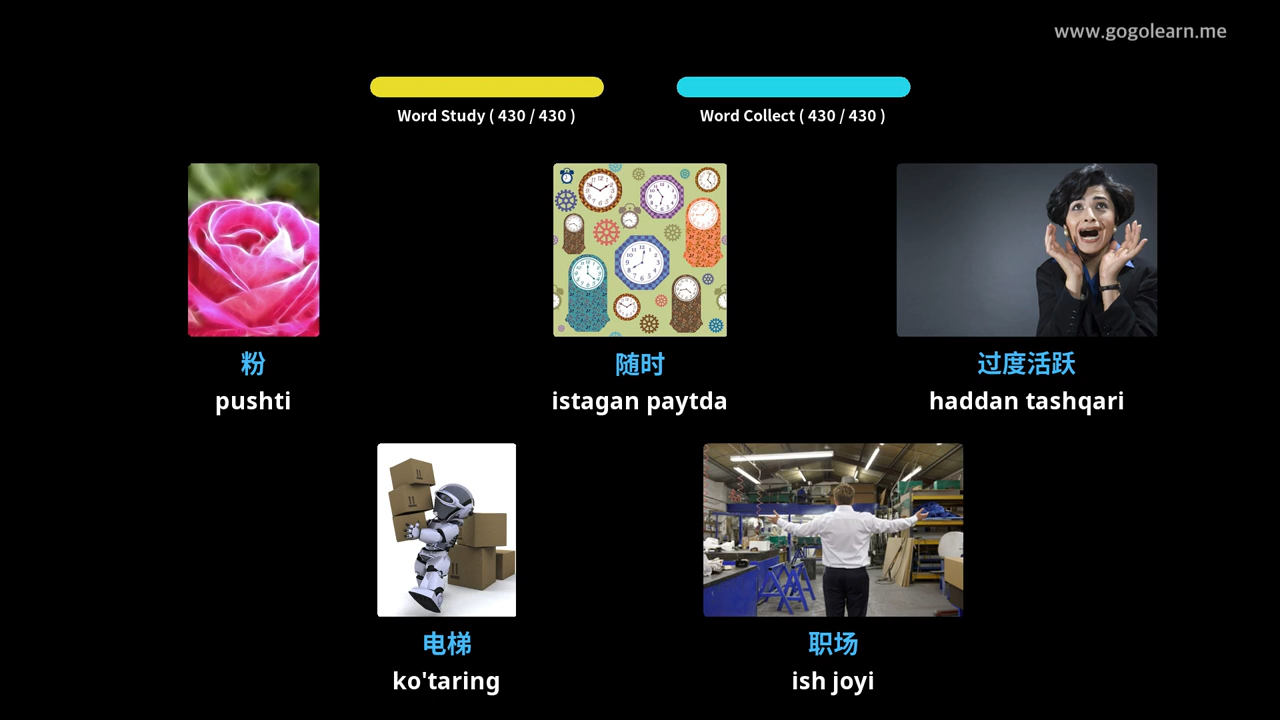 www.gogolearn.me
Word Study ( 430 / 430 )
Word Collect ( 430 / 430 )
粉
pushti
随时
istagan paytda
过度活跃
haddan tashqari
电梯
ko'taring
职场
ish joyi